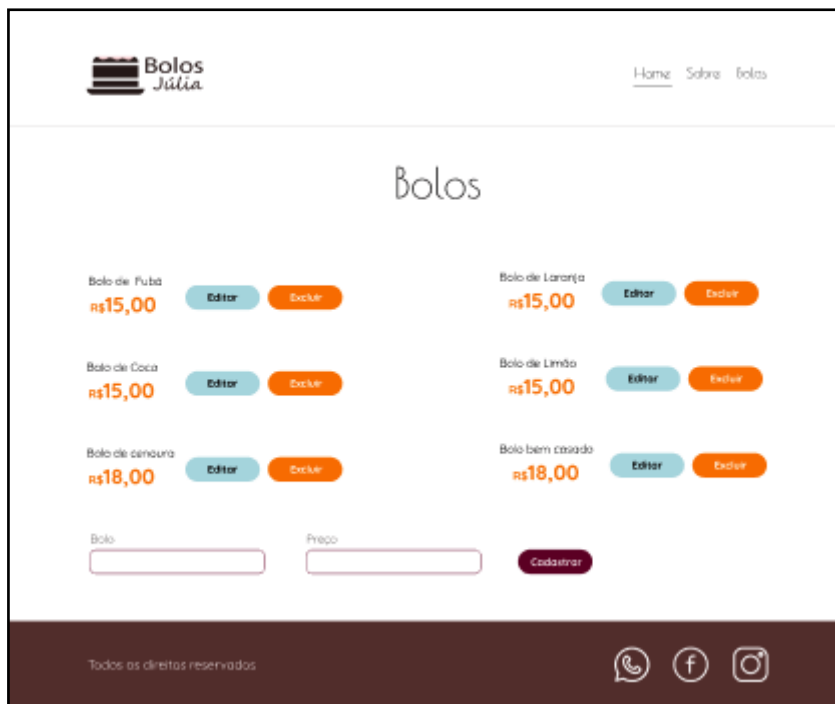 Bolos
Júlia
Home Sobre Bolos
Bolos
Bolo de Fubá
R$15,00
Editar
Excluir
Bolo de Laranja
R$15,00
Editar
Excluir
Bolo de Coco
R$15,00
Editar
Excluir
Bolo de Limão
R$15,00
Editar
Excluir
Bolo de cenoura
R$18,00
Editar
Excluir
Bolo bem casado
R$18,00
Editar
Excluir
Bolo
Preço
Cadastrar
Todos os direitos reservados